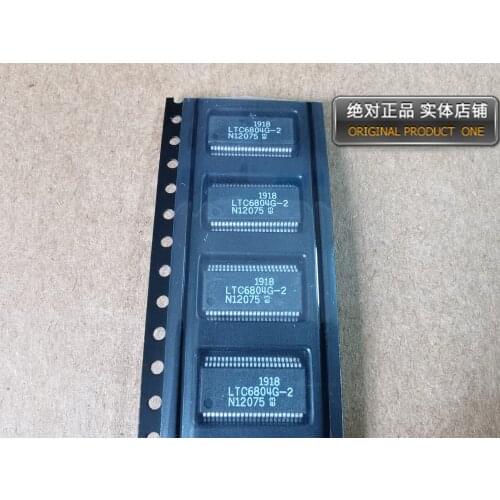 绝对正品 实体店铺
ORIGINAL PRODUCT ONE
1918
LTC6804G-2
N12075
1918
LTC6804G-2
N12075
1918
LTC6804G-2
N12075
1918
LTC6804G-2
N12075